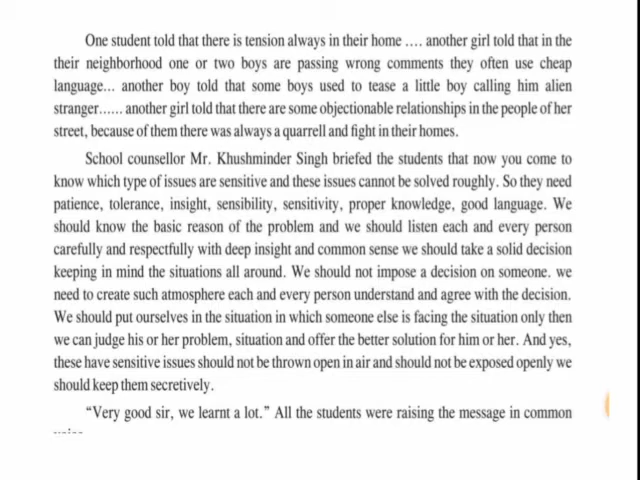 One student told that there is tension always in their home .... another girl told that in the
their neighborhood one or two boys are passing wrong comments they often use cheap
language... another boy told that some boys used to tease a little boy calling him alien
stranger...... another girl told that there are some objectionable relationships in the people of her
street, because of them there was always a quarrell and fight in their homes.
School counsellor Mr. Khushminder Singh briefed the students that now you come to
know which type of issues are sensitive and these issues cannot be solved roughly. So they need
patience, tolerance, insight, sensibility, sensitivity, proper knowledge, good language. We
should know the basic reason of the problem and we should listen each and every person
carefully and respectfully with deep insight and common sense we should take a solid decision
keeping in mind the situations all around. We should not impose a decision on someone. we
need to create such atmosphere each and every person understand and agree with the decision.
We should put ourselves in the situation in which someone else is facing the situation only then
we can judge his or her problem, situation and offer the better solution for him or her. And yes,
these have sensitive issues should not be thrown open in air and should not be exposed openly we
should keep them secretively.
“Very good sir, we learnt a lot.” All the students were raising the message in common